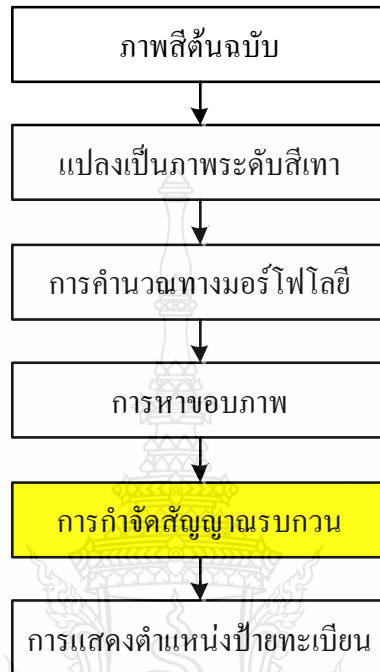 ภาพสีต้นฉบับ
แปลงเป็นภาพระดับสีเทา
การคำนวณทางมอร์โฟโลยี
การหาขอบภาพ
การกำจัดสัญญาณรบกวน
การแสดงตำแหน่งป้ายทะเบียน